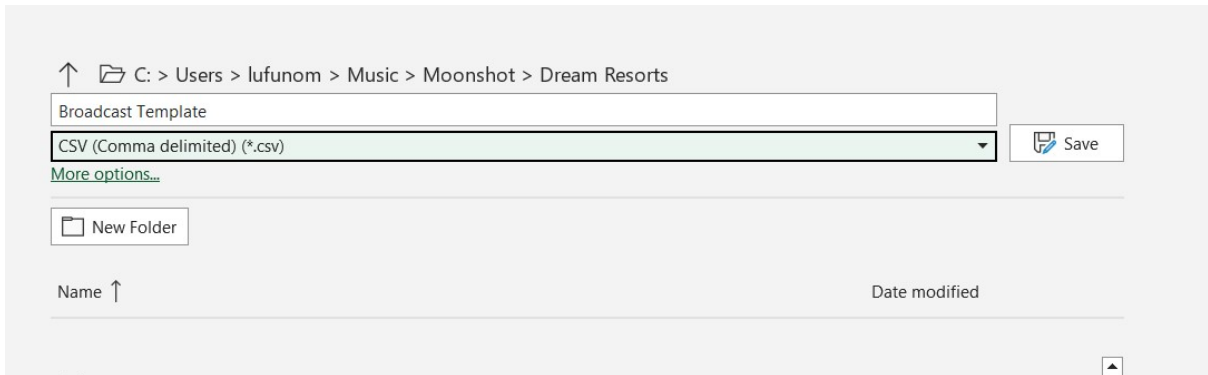 C: > Users > lufunom > Music > Moonshot > Dream Resorts
Broadcast Template
CSV (Comma delimited) (*.csv)
Save
More options...
New Folder
Name ↑ Date modified